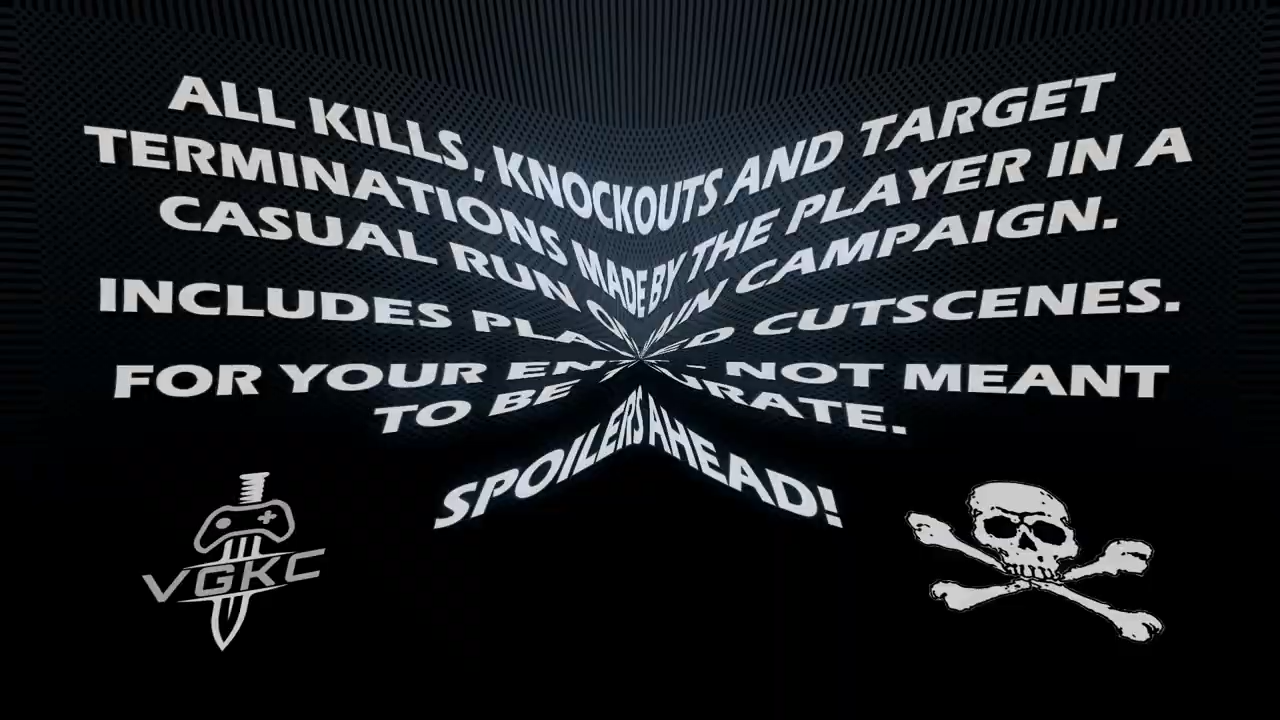 ALL KILLS, KNOCKOUTS AND TARGET
TERMINATIONS MADE BY THE PLAYER IN A
CASUAL RUN CAMPAIGN.
INCLUDES CUTSCENES.
FOR YOUR NOT MEANT
TO BE
SPOILERS AHEAD!
VGKC